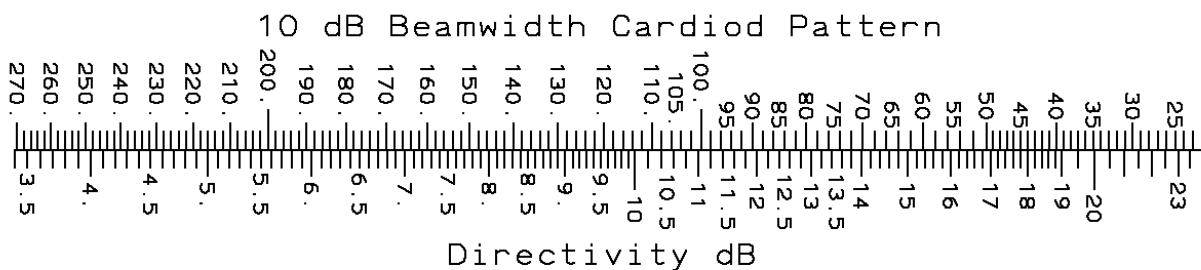 10 dB Beamwidth Cardiod Pattern
270. 260. 250. 240. 230. 220. 210. 200. 190. 180. 170. 160. 150. 140. 130. 120. 110. 105. 100. 95 90 85 80 75 70 65 60 55 50 45 40 35 30 25
3.5 4. 4.5 5. 5.5 6. 6.5 7. 7.5 8. 8.5 9. 9.5 10 10.5 11 11.5 12 12.5 13 13.5 14 15 16 17 18 19 20 23
Directivity dB